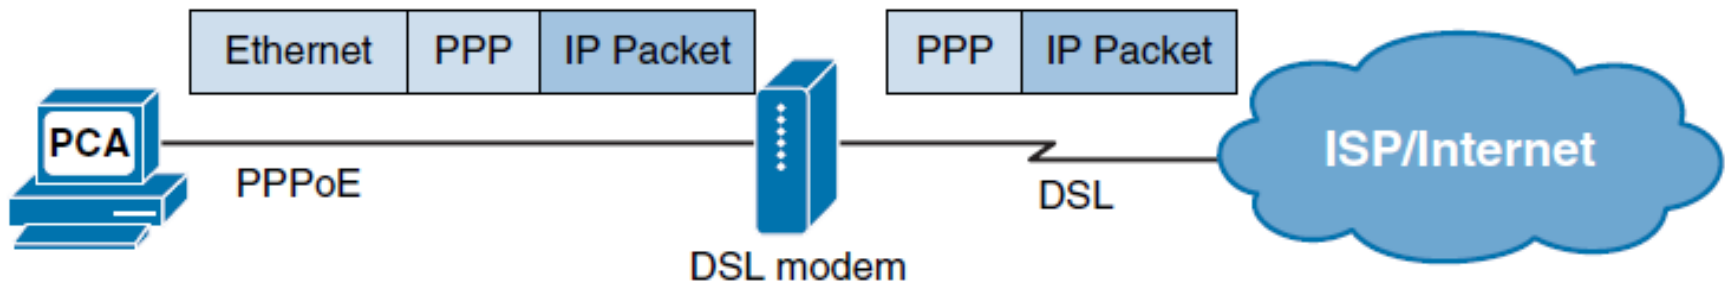 Ethernet PPP IP Packet PPP IP Packet
PCA ISP/Internet
PPPoE DSL
DSL modem